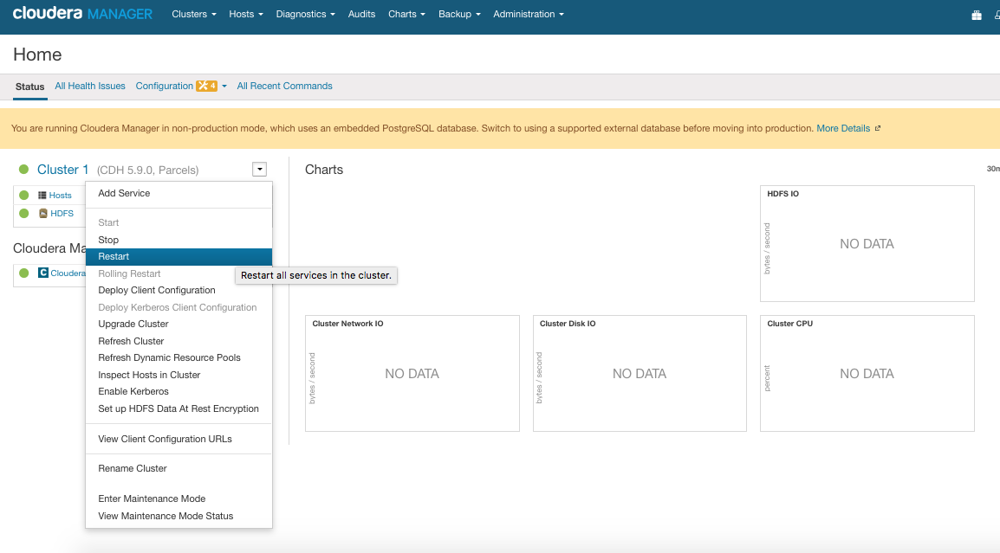 cloudera MANAGER Clusters Hosts Diagnostics Audits Charts Backup Administration
Home
Status All Health Issues Configuration 4 All Recent Commands
You are running Cloudera Manager in non-production mode, which uses an embedded PostgreSQL database. Switch to using a supported external database before moving into production. More Details
Cluster 1 (CDH 5.9.0, Parcels)
Hosts
HDFS
Cloudera Ma
Cloudera
Add Service
Start
Stop
Restart
Rolling Restart
Restart all services in the cluster.
Deploy Client Configuration
Deploy Kerberos Client Configuration
Upgrade Cluster
Refresh Cluster
Refresh Dynamic Resource Pools
Inspect Hosts in Cluster
Enable Kerberos
Set up HDFS Data At Rest Encryption
View Client Configuration URLs
Rename Cluster
Enter Maintenance Mode
View Maintenance Mode Status
Charts
30m
HDFS IO
bytes / second
NO DATA
Cluster Network IO
bytes / second
NO DATA
Cluster Disk IO
bytes / second
NO DATA
Cluster CPU
percent
NO DATA